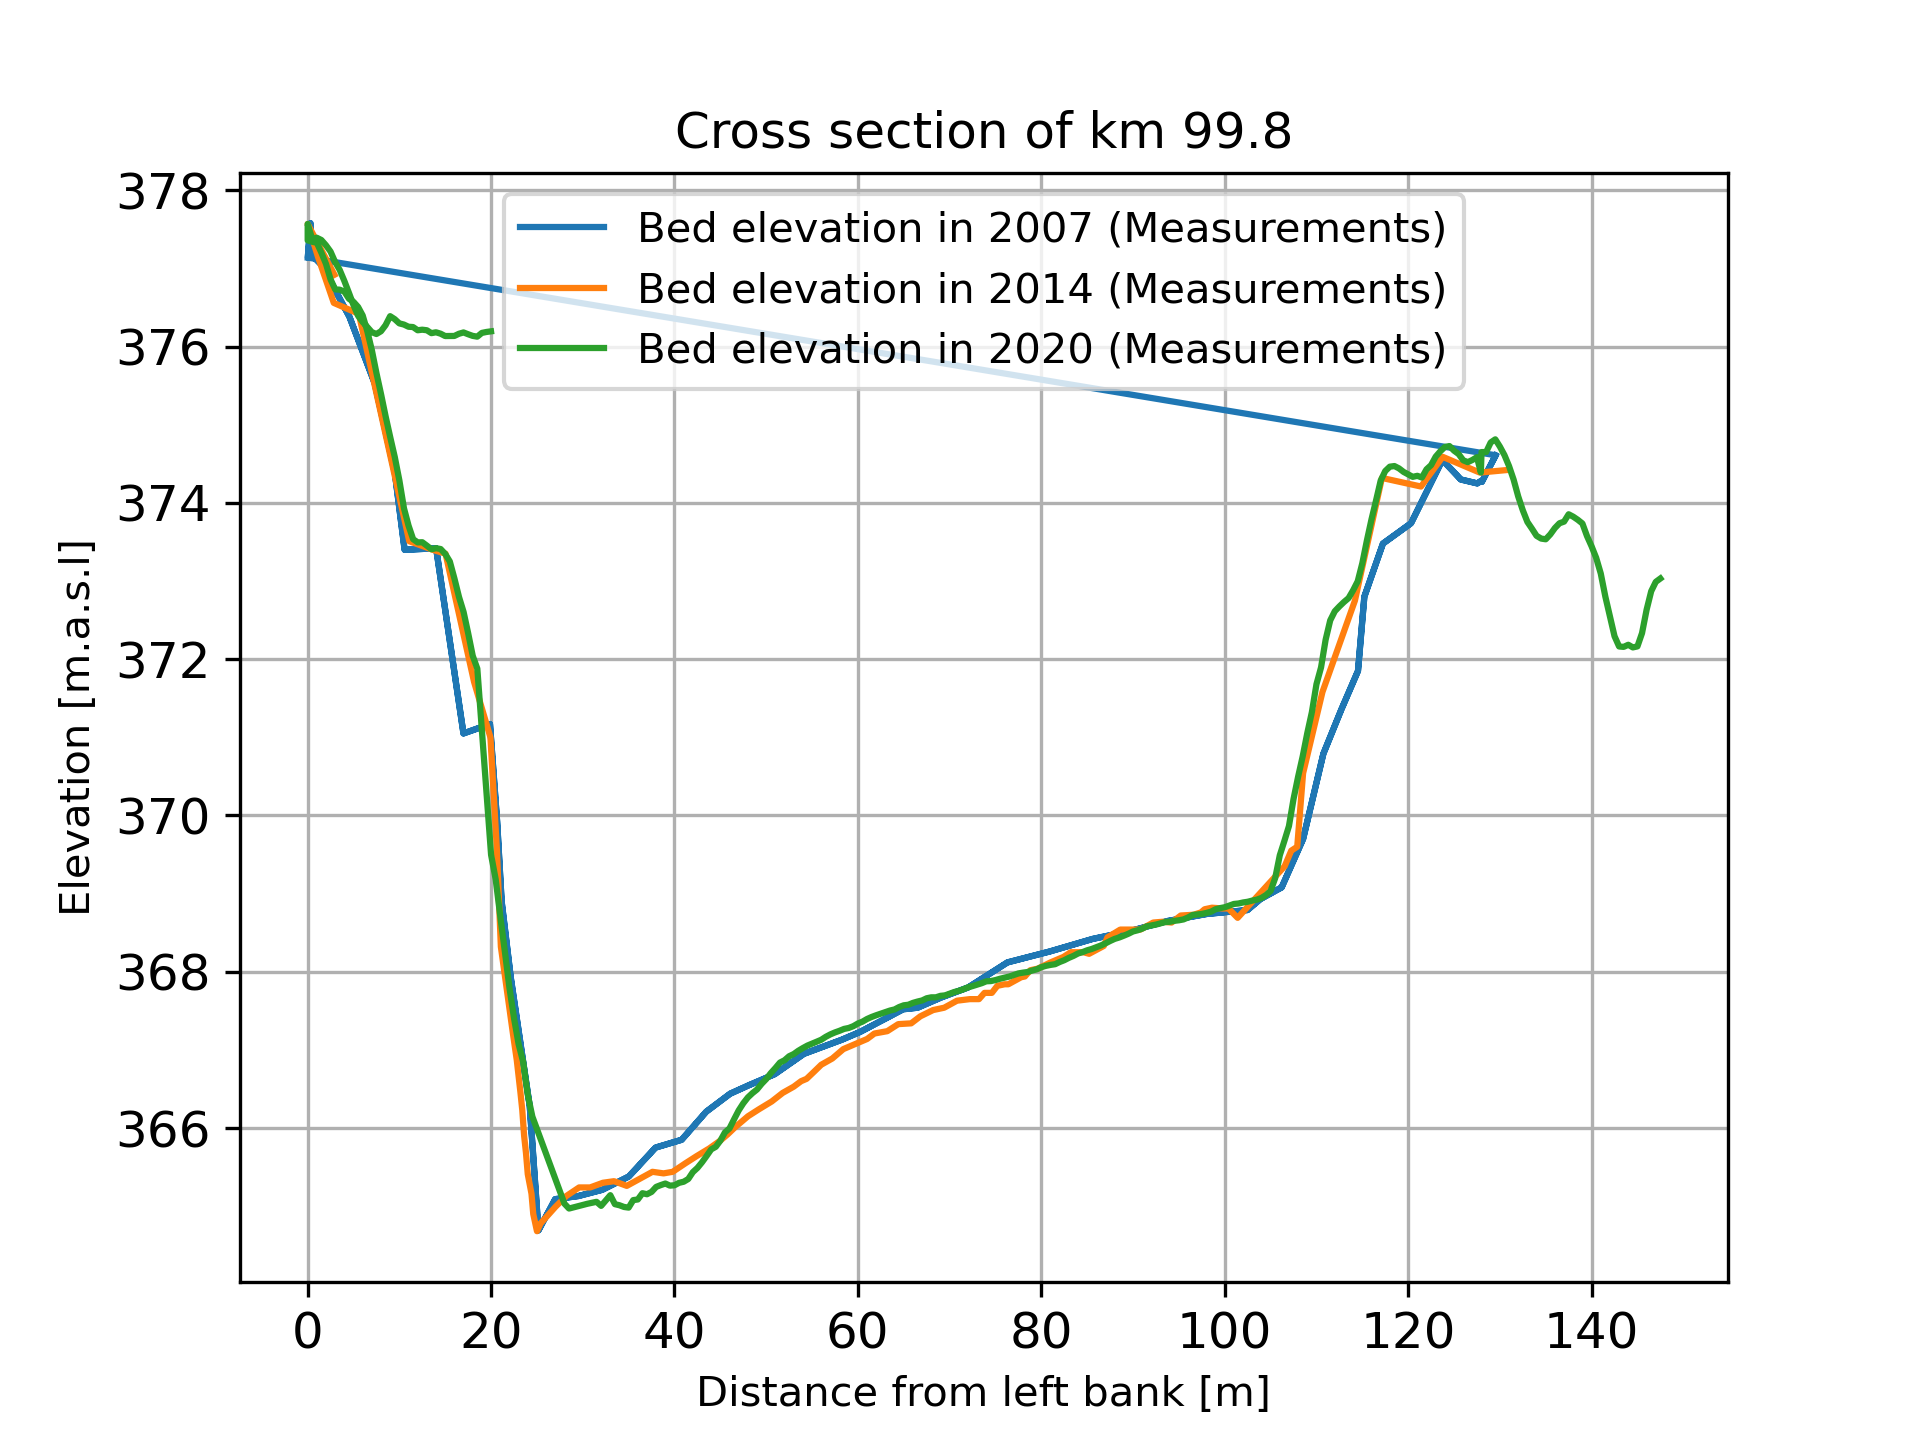 Cross section of km 99.8
378
376
374
372
370
368
366
Elevation [m.a.s.l]
Bed elevation in 2007 (Measurements)
Bed elevation in 2014 (Measurements)
Bed elevation in 2020 (Measurements)
0 20 40 60 80 100 120 140
Distance from left bank [m]